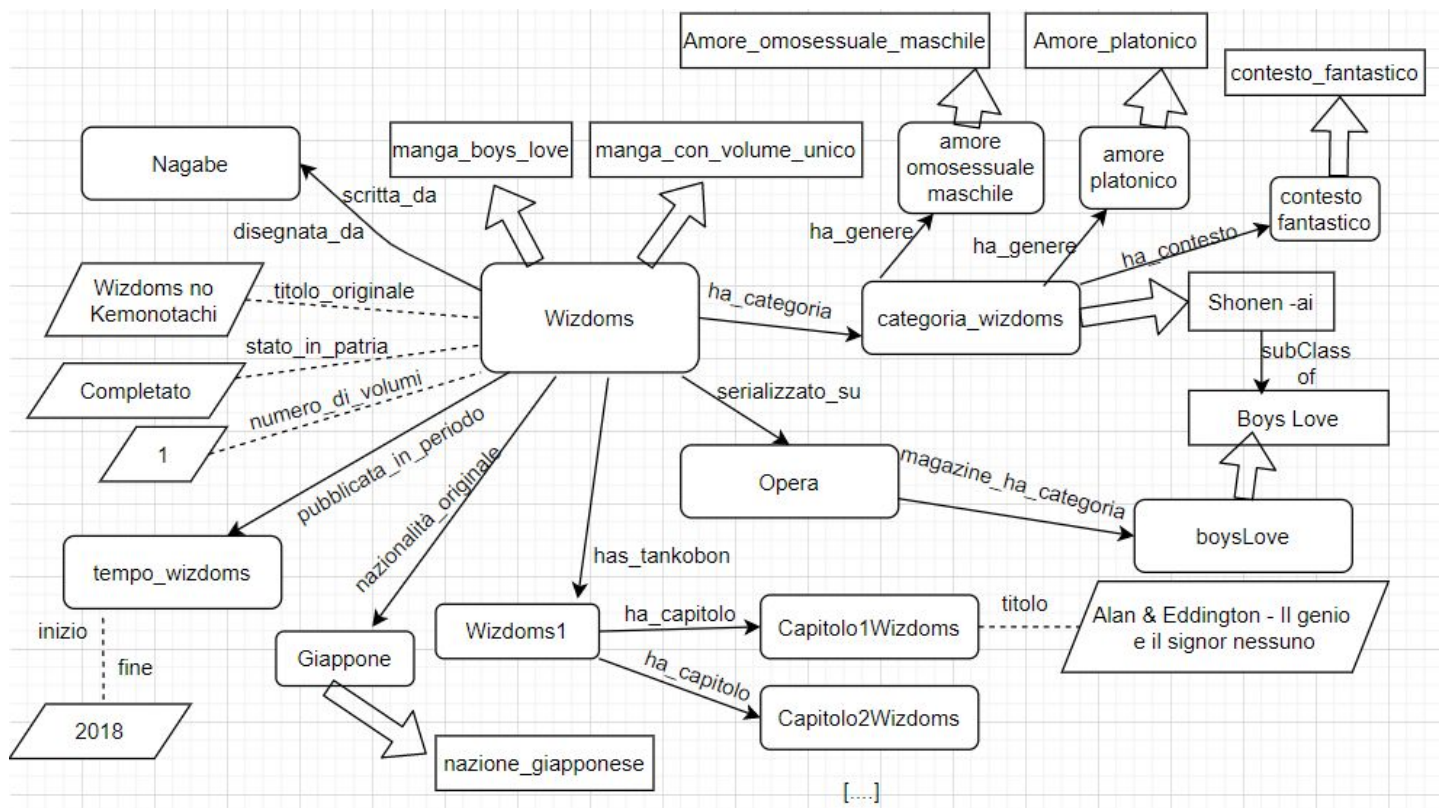 Amore_omosessuale_maschile
Amore_platonico
contesto_fantastico
Nagabe
manga_boys_love
manga_con_volume_unico
amore
omosessuale
maschile
amore
platonico
contesto
fantastico
scritta_da
disegnata_da
ha_genere
ha_genere
ha_contesto
Wizdoms no
Kemonotachi
titolo_originale
Wizdoms
ha_categoria
categoria_wizdoms
Shonen -ai
stato_in_patria
Completato
numero_di_volumi
1
serializzato_su
subClass
of
Boys Love
pubblicata_in_periodo
nazionalità_originale
Opera
magazine_ha_categoria
boysLove
tempo_wizdoms
has_tankobon
inizio
fine
2018
Giappone
nazione_giapponese
Wizdoms1
ha_capitolo
Capitolo1Wizdoms
titolo
Alan & Eddington - Il genio
e il signor nessuno
ha_capitolo
Capitolo2Wizdoms
[....]